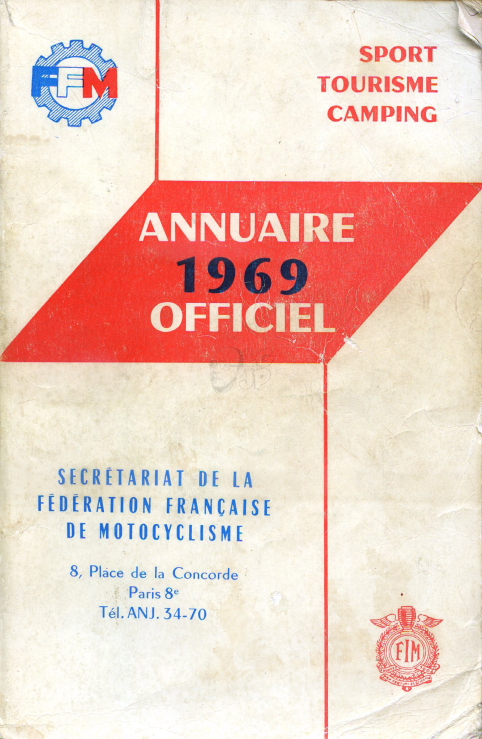 FFM
SPORT
TOURISME
CAMPING
ANNUAIRE
1969
OFFICIEL
SECRÉTARIAT DE LA
FÉDÉRATION FRANÇAISE
DE MOTOCYCLISME
8, Place de la Concorde
Paris 8e
Tél. ANJ. 34-70
FIM